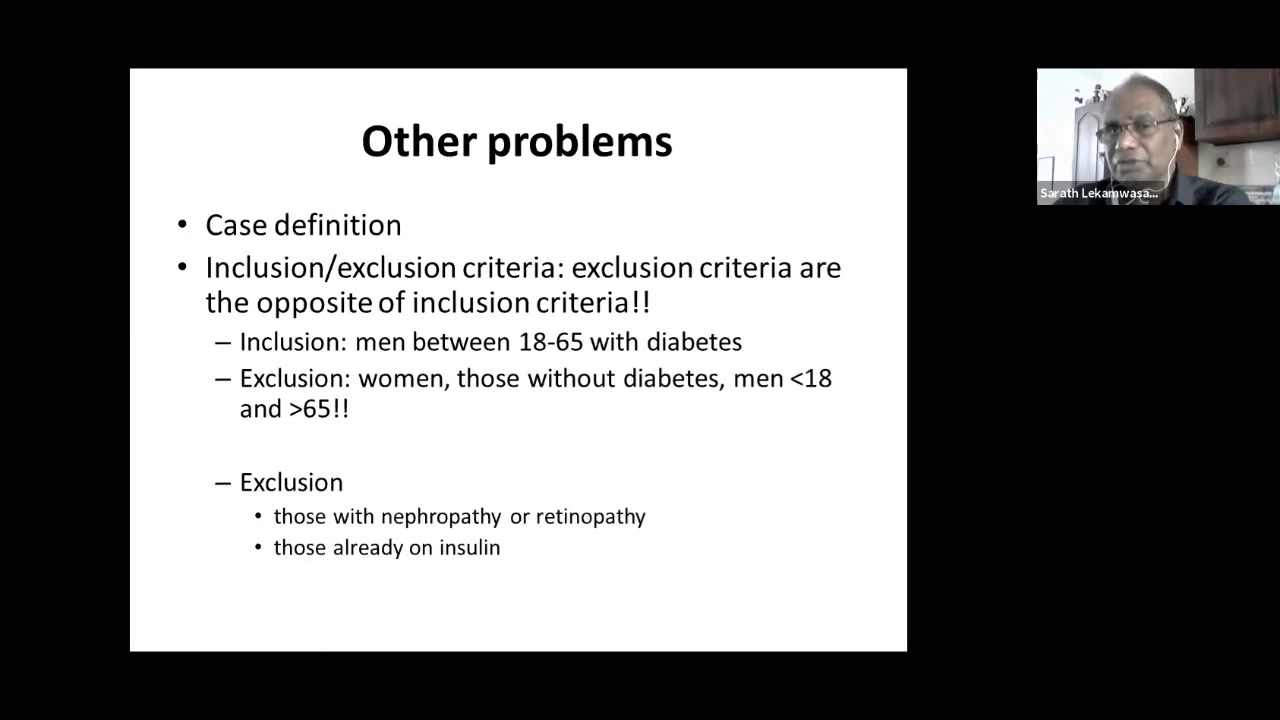 Other problems
• Case definition
• Inclusion/exclusion criteria: exclusion criteria are
the opposite of inclusion criteria!!
– Inclusion: men between 18-65 with diabetes
– Exclusion: women, those without diabetes, men <18
and >65!!
– Exclusion
• those with nephropathy or retinopathy
• those already on insulin
Sarath Lekamwasa...